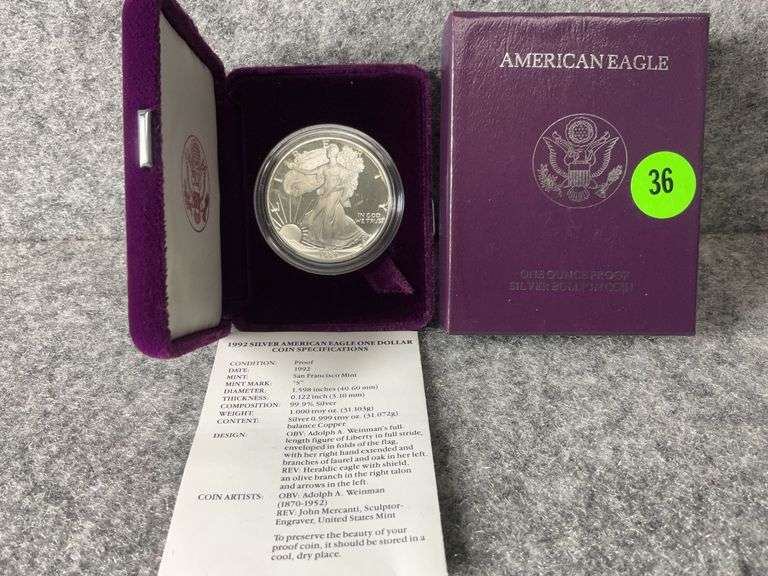 AMERICAN EAGLE
36
ONE OUNCE PROOF
SILVER BULLION COIN
IN GOD
WE TRUST
1992 SILVER AMERICAN EAGLE ONE DOLLAR
COIN SPECIFICATIONS
CONDITION: Proof
DATE: 1992
MINT: San Francisco Mint
MINT MARK: "S"
DIAMETER: 1.598 inches (40.60 mm)
THICKNESS: 0.122 inch (3.10 mm)
COMPOSITION: 99.9% Silver
WEIGHT: 1.000 troy oz. (31.103g)
CONTENT: Silver 0.999 troy oz. (31.072g)
balance Copper
DESIGN: OBV: Adolph A. Weinman's full
length figure of Liberty in full stride,
enveloped in folds of the flag,
with her right hand extended and
branches of laurel and oak in her left.
REV: Heraldic eagle with shield,
an olive branch in the right talon
and arrows in the left.
COIN ARTISTS: OBV: Adolph A. Weinman
(1870-1952)
REV: John Mercanti, Sculptor-
Engraver, United States Mint
To preserve the beauty of your
proof coin, it should be stored in a
cool, dry place.